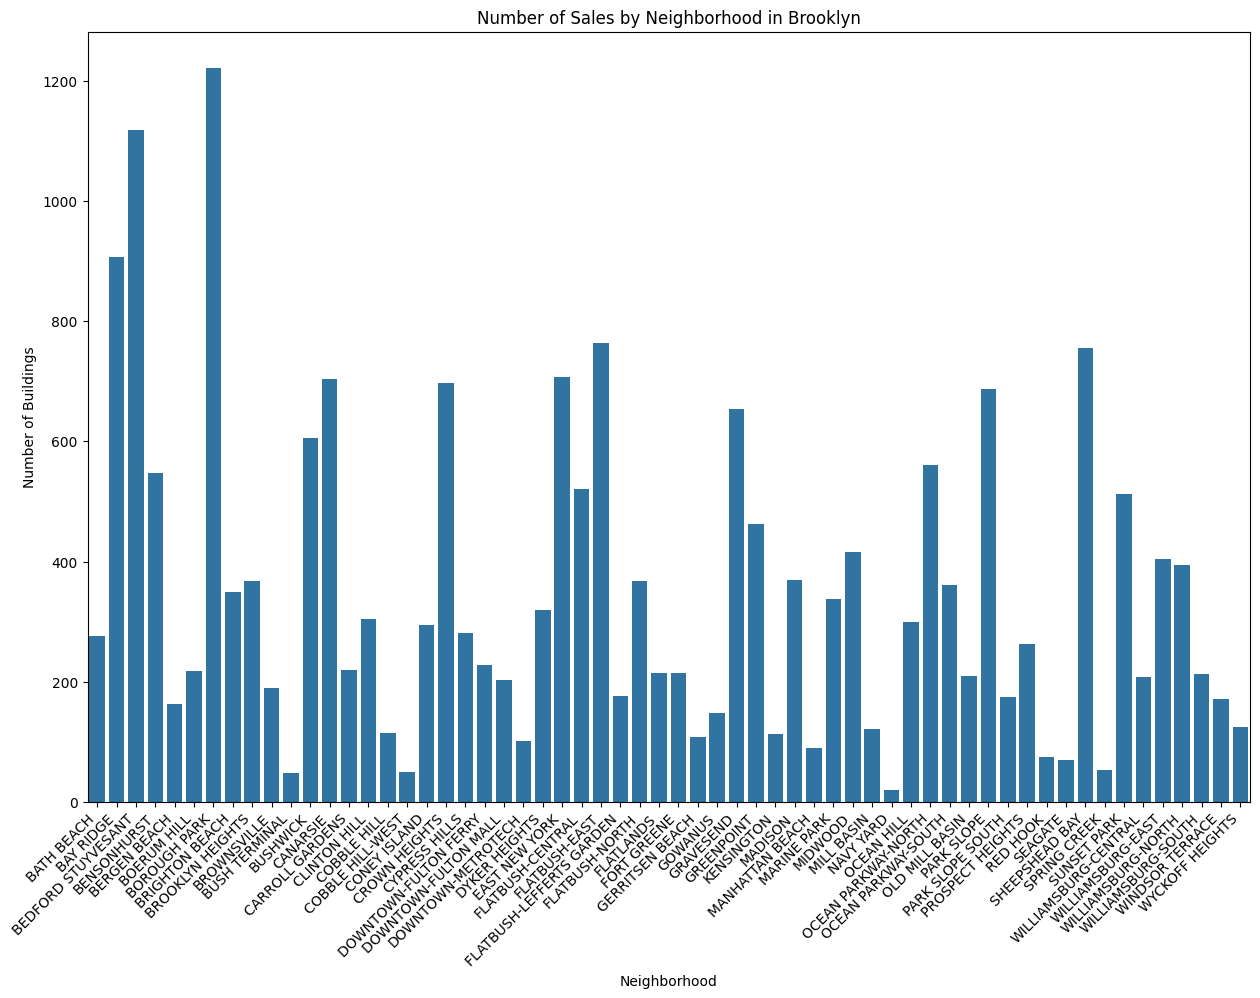 Number of Sales by Neighborhood in Brooklyn
1200
1000
800
600
400
200
0
Number of Buildings
BATH BEACH
BAY RIDGE
BEDFORD STUYVESANT
BENSONHURST
BERGEN BEACH
BOERUM HILL
BOROUGH PARK
BRIGHTON BEACH
BROOKLYN HEIGHTS
BROWNSVILLE
BUSH TERMINAL
BUSHWICK
CANARSIE
CARROLL GARDENS
CLINTON HILL
COBBLE HILL
COBBLE HILL-WEST
CONEY ISLAND
CROWN HEIGHTS
CYPRESS HILLS
DOWNTOWN-FULTON FERRY
DOWNTOWN-FULTON MALL
DOWNTOWN-METROTECH
DYKER HEIGHTS
EAST NEW YORK
FLATBUSH-CENTRAL
FLATBUSH-EAST
FLATBUSH-LEFFERTS GARDEN
FLATBUSH-NORTH
FLATLANDS
FORT GREENE
GERRITSEN BEACH
GOWANUS
GRAVESEND
GREENPOINT
KENSINGTON
MADISON
MANHATTAN BEACH
MARINE PARK
MIDWOOD
MILL BASIN
NAVY YARD
OCEAN HILL
OCEAN PARKWAY-NORTH
OCEAN PARKWAY-SOUTH
OLD MILL BASIN
PARK SLOPE
PARK SLOPE SOUTH
PROSPECT HEIGHTS
RED HOOK
SEAGATE
SHEEPSHEAD BAY
SPRING CREEK
SUNSET PARK
WILLIAMSBURG-CENTRAL
WILLIAMSBURG-EAST
WILLIAMSBURG-NORTH
WILLIAMSBURG-SOUTH
WINDSOR TERRACE
WYCKOFF HEIGHTS
Neighborhood